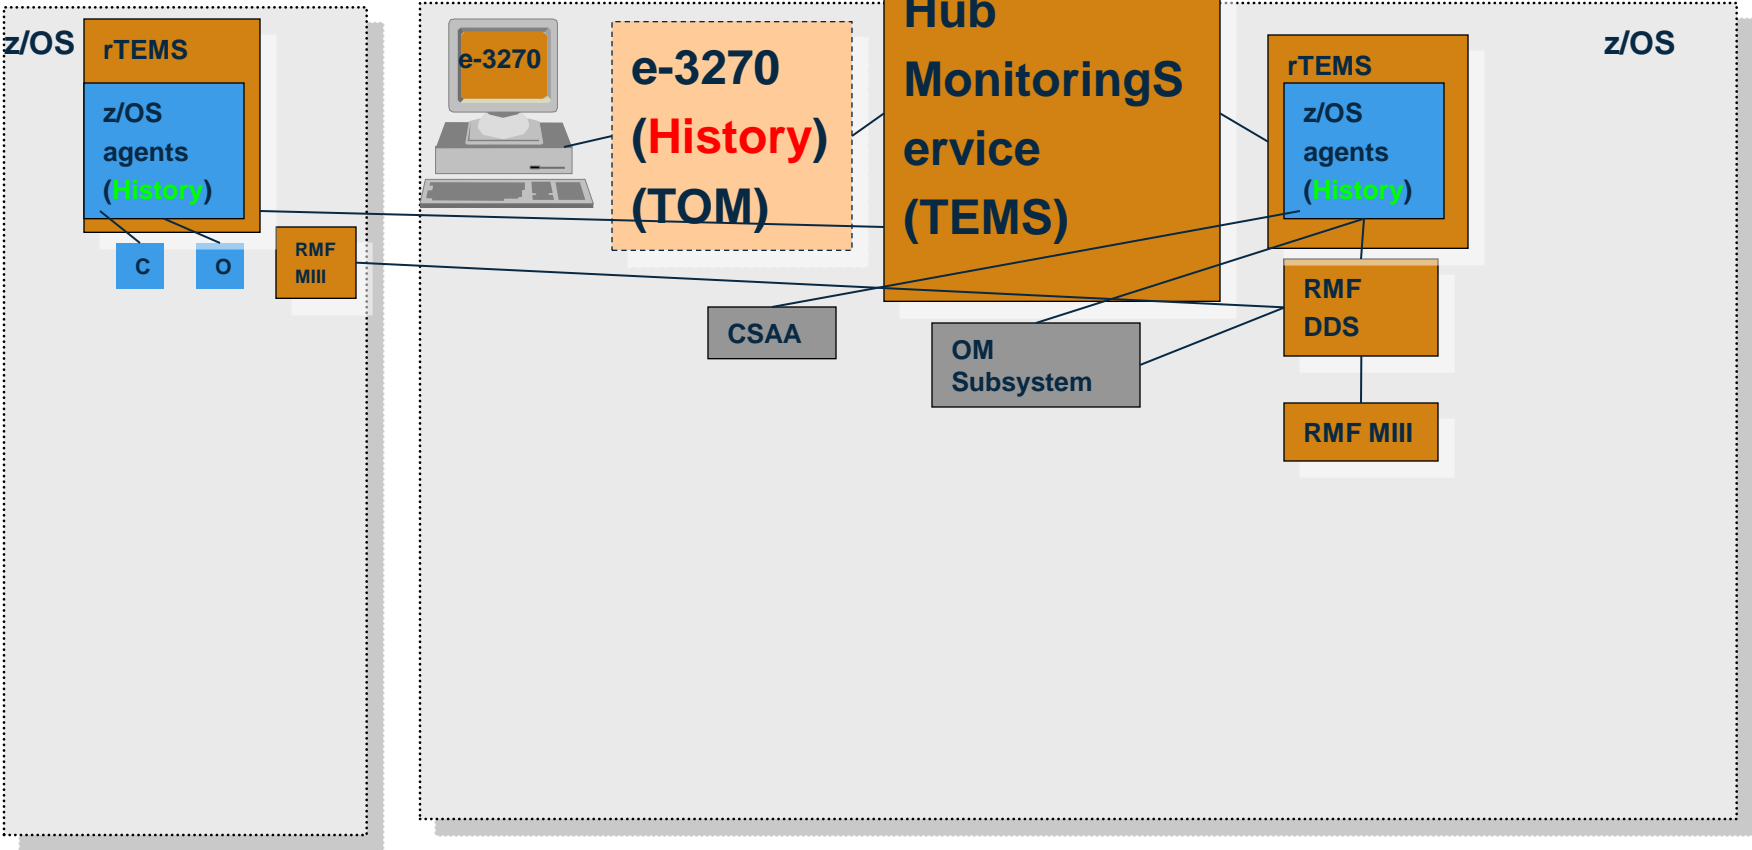 z/OS
rTEMS
z/OS
agents
(History)
C
O
RMF
MIII
e-3270
e-3270
(History)
(TOM)
Hub
MonitoringS
ervice
(TEMS)
rTEMS
z/OS
agents
(History)
z/OS
CSAA
OM
Subsystem
RMF
DDS
RMF MIII